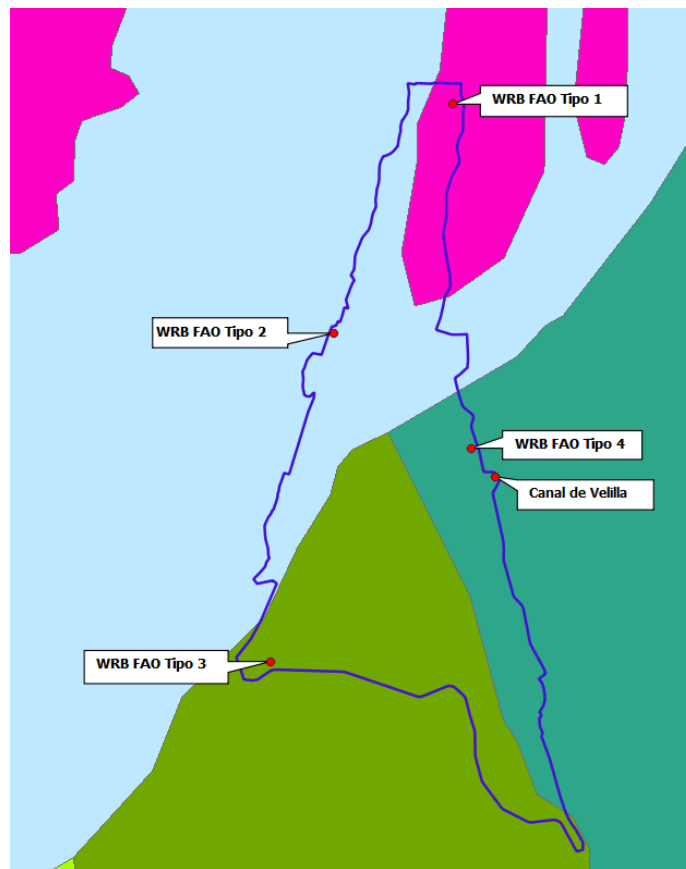 WRB FAO Tipo 1
WRB FAO Tipo 2
WRB FAO Tipo 4
Canal de Velilla
WRB FAO Tipo 3